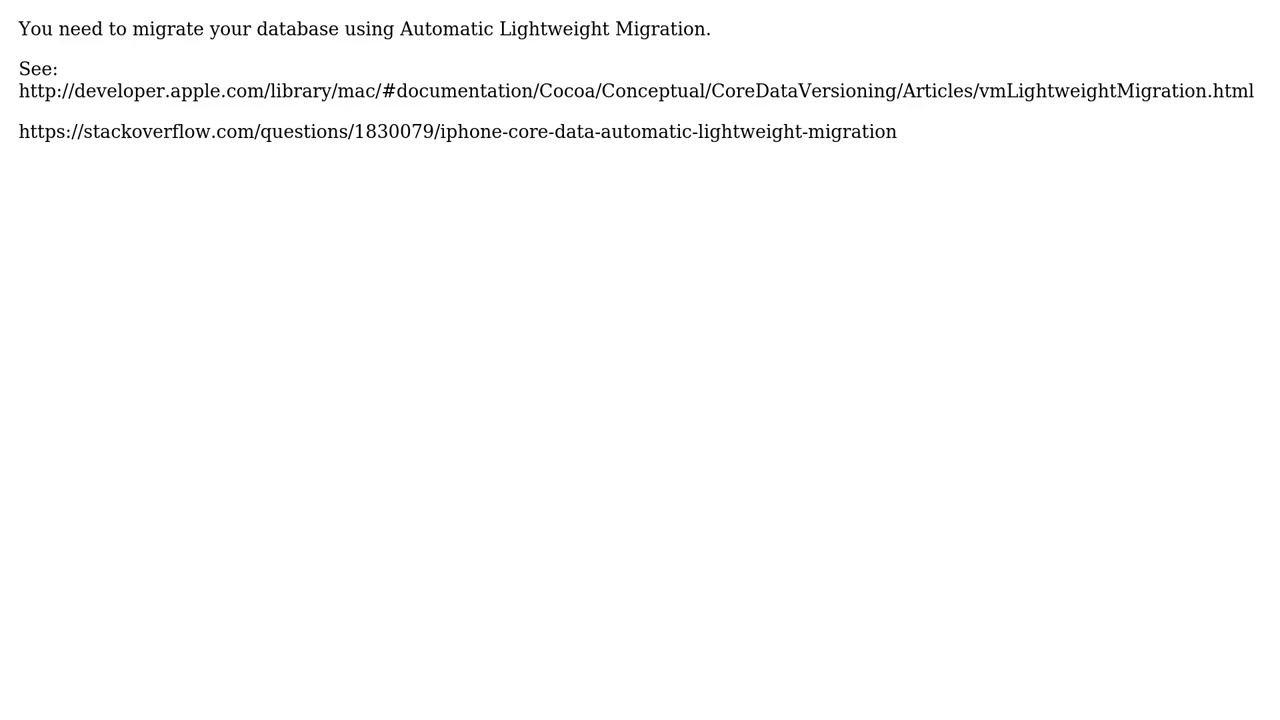 You need to migrate your database using Automatic Lightweight Migration.
See:
http://developer.apple.com/library/mac/#documentation/Cocoa/Conceptual/CoreDataVersioning/Articles/vmLightweightMigration.html
https://stackoverflow.com/questions/1830079/iphone-core-data-automatic-lightweight-migration